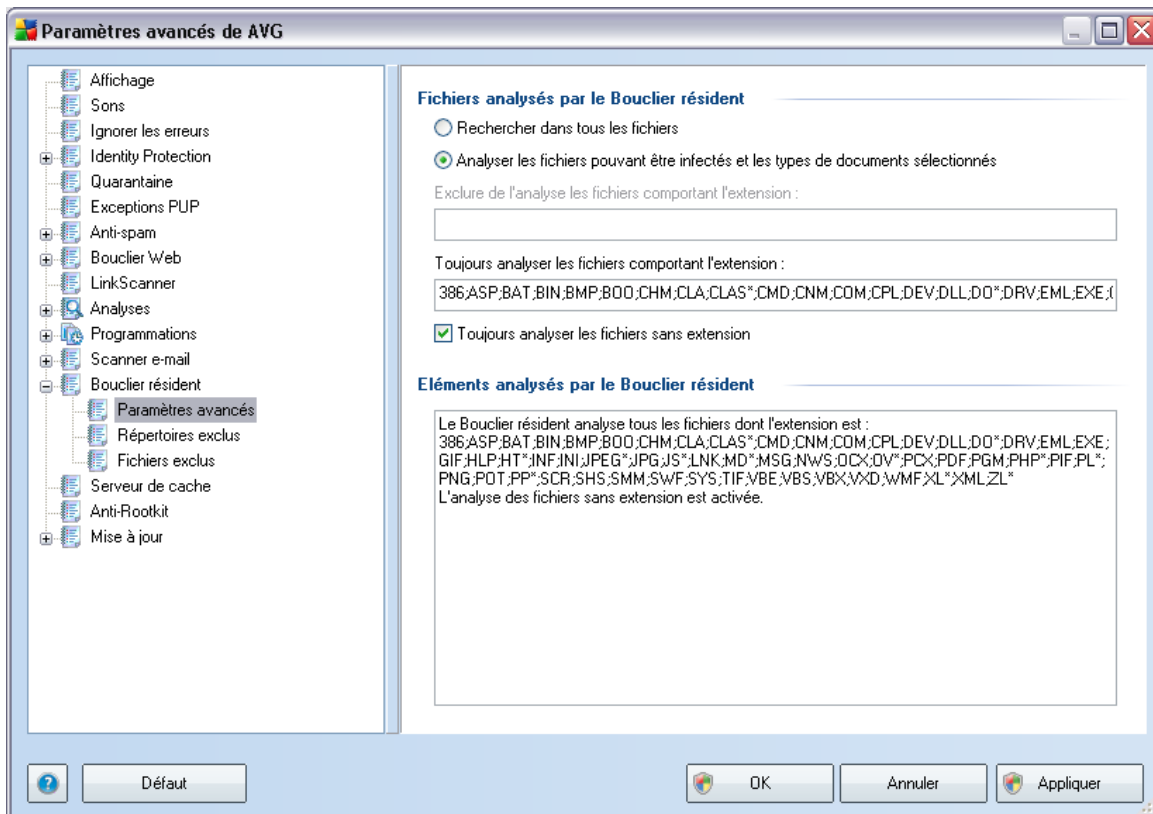 Paramètres avancés de AVG
Affichage
Sons
Ignorer les erreurs
Identity Protection
Quarantaine
Exceptions PUP
Anti-spam
Bouclier Web
LinkScanner
Analyses
Programmations
Scanner e-mail
Bouclier résident
Paramètres avancés
Répertoires exclus
Fichiers exclus
Serveur de cache
Anti-Rootkit
Mise à jour
Fichiers analysés par le Bouclier résident
Rechercher dans tous les fichiers
Analyser les fichiers pouvant être infectés et les types de documents sélectionnés
Exclure de l'analyse les fichiers comportant l'extension :
Toujours analyser les fichiers comportant l'extension :
386;ASP;BAT;BIN;BMP;BOO;CHM;CLA;CLAS*;CMD;CNM;COM;CPL;DEV;DLL;DO*;DRV;EML;EXE;
Toujours analyser les fichiers sans extension
Eléments analysés par le Bouclier résident
Le Bouclier résident analyse tous les fichiers dont l'extension est :
386;ASP;BAT;BIN;BMP;BOO;CHM;CLA;CLAS*;CMD;CNM;COM;CPL;DEV;DLL;DO*;DRV;EML;EXE;
GIF;HLP;HT*;INF;INI;JPEG*;JPG;JS*;LNK;MD*;MSG;NWS;OCX;OV*;PCX;PDF;PGM;PHP*;PIF;PL*;
PNG;POT;PP*;SCR;SHS;SMM;SWF;SYS;TIF;VBE;VBS;VBX;VXD;WMF;XL*;XML;ZL*
L'analyse des fichiers sans extension est activée.
Défaut
OK
Annuler
Appliquer